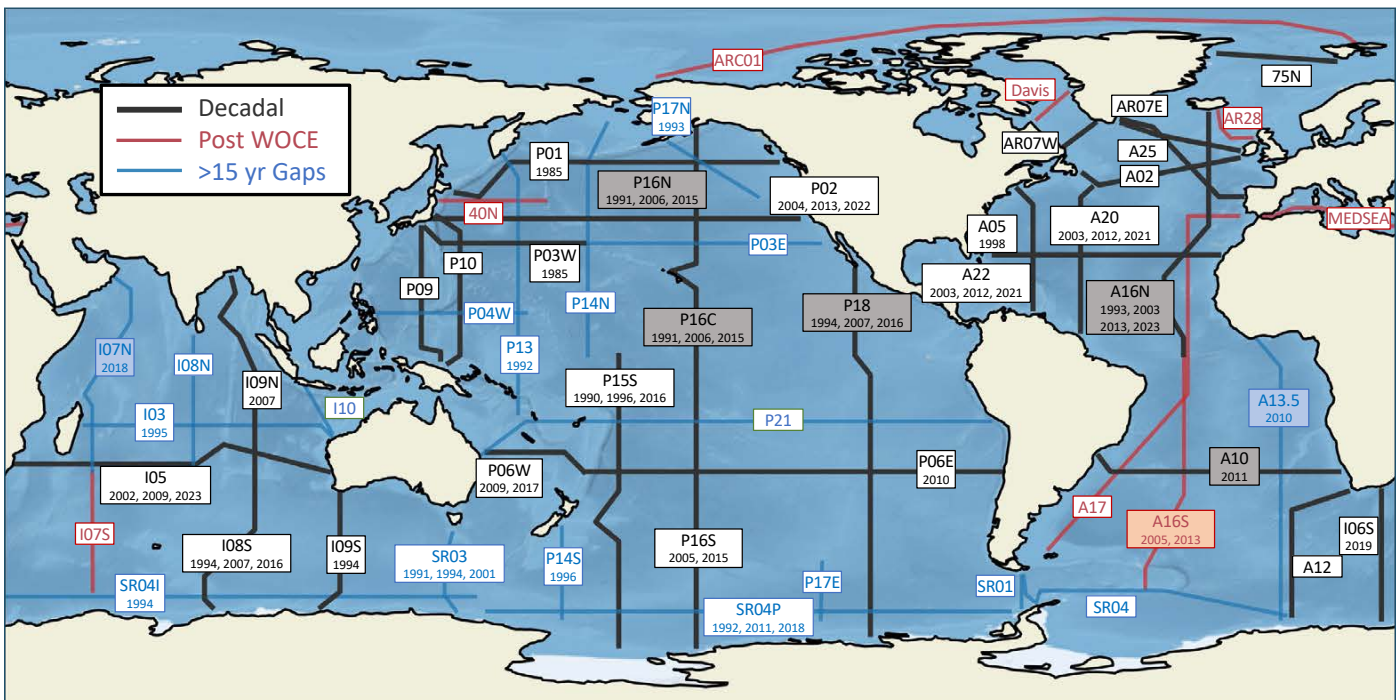 ARC01
75N
Decadal
Post WOCE
>15 yr Gaps
P17N
1993
Davis
AR07E
AR28
AR07W
A25
A02
P01
1985
P16N
1991, 2006, 2015
P02
2004, 2013, 2022
40N
A05
1998
A20
2003, 2012, 2021
MEDSEA
P03W
1985
P03E
P10
P09
A22
2003, 2012, 2021
A16N
1993, 2003
2013, 2023
P04W
P14N
P16C
1991, 2006, 2015
P18
1994, 2007, 2016
I07N
2018
I08N
I09N
2007
P13
1992
P15S
1990, 1996, 2016
I10
I03
1995
P21
A13.5
2010
I05
2002, 2009, 2023
P06W
2009, 2017
P06E
2010
A10
2011
I07S
A17
A16S
2005, 2013
I06S
2019
I08S
1994, 2007, 2016
I09S
1994
SR03
1991, 1994, 2001
P14S
1996
P16S
2005, 2015
A12
SR04I
1994
P17E
SR01
SR04
SR04P
1992, 2011, 2018